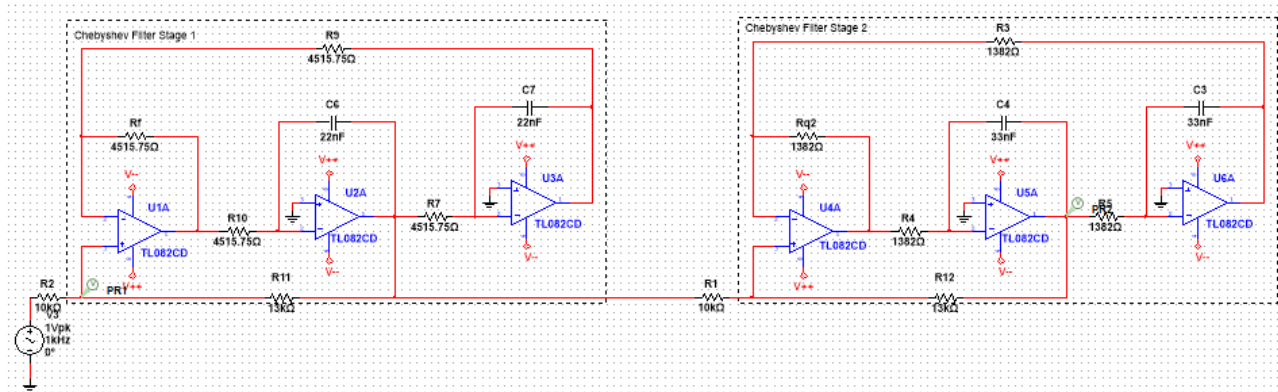 Chebyshev Filter Stage 1
R9
4515.75Ω
C7
22nF
C6
22nF
Rf
4515.75Ω
V--
V++
V++
U1A
U2A
U3A
R10
4515.75Ω
R7
4515.75Ω
TL082CD
TL082CD
TL082CD
V++
V--
V--
R2
10kΩ
PR1
R11
13kΩ
V3
1Vpk
1kHz
0°
Chebyshev Filter Stage 2
R3
1382Ω
C3
33nF
C4
33nF
Rq2
1382Ω
V--
V++
V++
U4A
U5A
U6A
R4
1382Ω
R5
1382Ω
TL082CD
TL082CD
TL082CD
V++
V--
V--
R1
10kΩ
R12
13kΩ